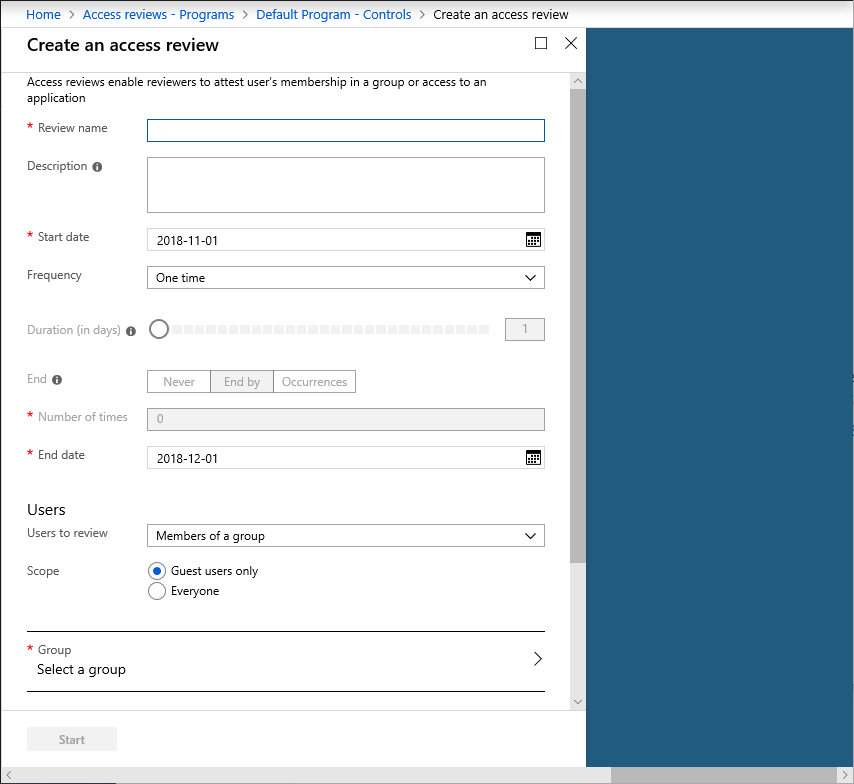 Home > Access reviews - Programs > Default Program - Controls > Create an access review
Create an access review
Access reviews enable reviewers to attest user's membership in a group or access to an
application
* Review name
Description
* Start date
2018-11-01
Frequency
One time
Duration (in days)
1
End
Never End by Occurrences
* Number of times
0
* End date
2018-12-01
Users
Users to review
Members of a group
Scope
Guest users only
Everyone
* Group
Select a group
Start